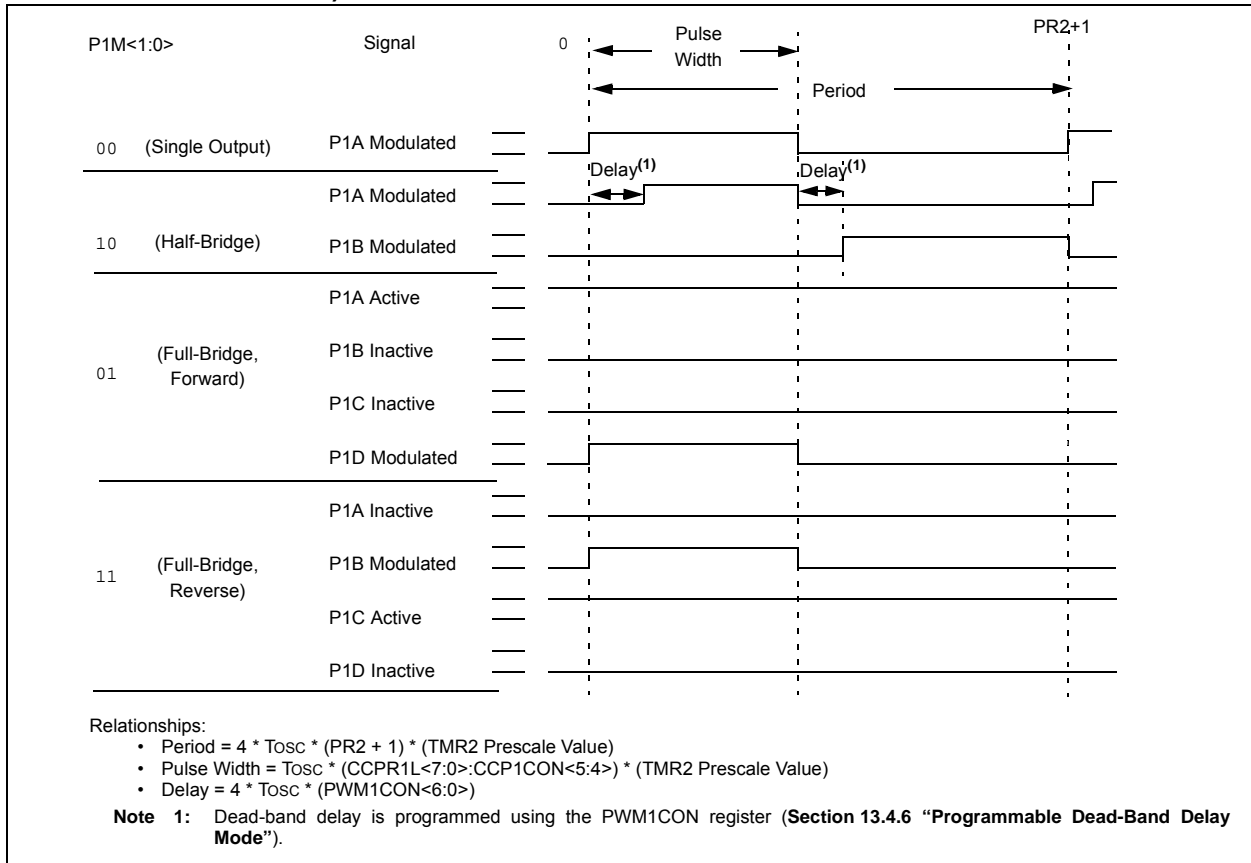 P1M<1:0> Signal 0 Pulse Width PR2+1
Period
00 (Single Output) P1A Modulated
Delay(1) Delay(1)
P1A Modulated
10 (Half-Bridge) P1B Modulated
P1A Active
01 (Full-Bridge, Forward) P1B Inactive
P1C Inactive
P1D Modulated
P1A Inactive
11 (Full-Bridge, Reverse) P1B Modulated
P1C Active
P1D Inactive
Relationships:
• Period = 4 * TOSC * (PR2 + 1) * (TMR2 Prescale Value)
• Pulse Width = TOSC * (CCPR1L<7:0>:CCP1CON<5:4>) * (TMR2 Prescale Value)
• Delay = 4 * TOSC * (PWM1CON<6:0>)
Note 1: Dead-band delay is programmed using the PWM1CON register (Section 13.4.6 “Programmable Dead-Band Delay
Mode”).